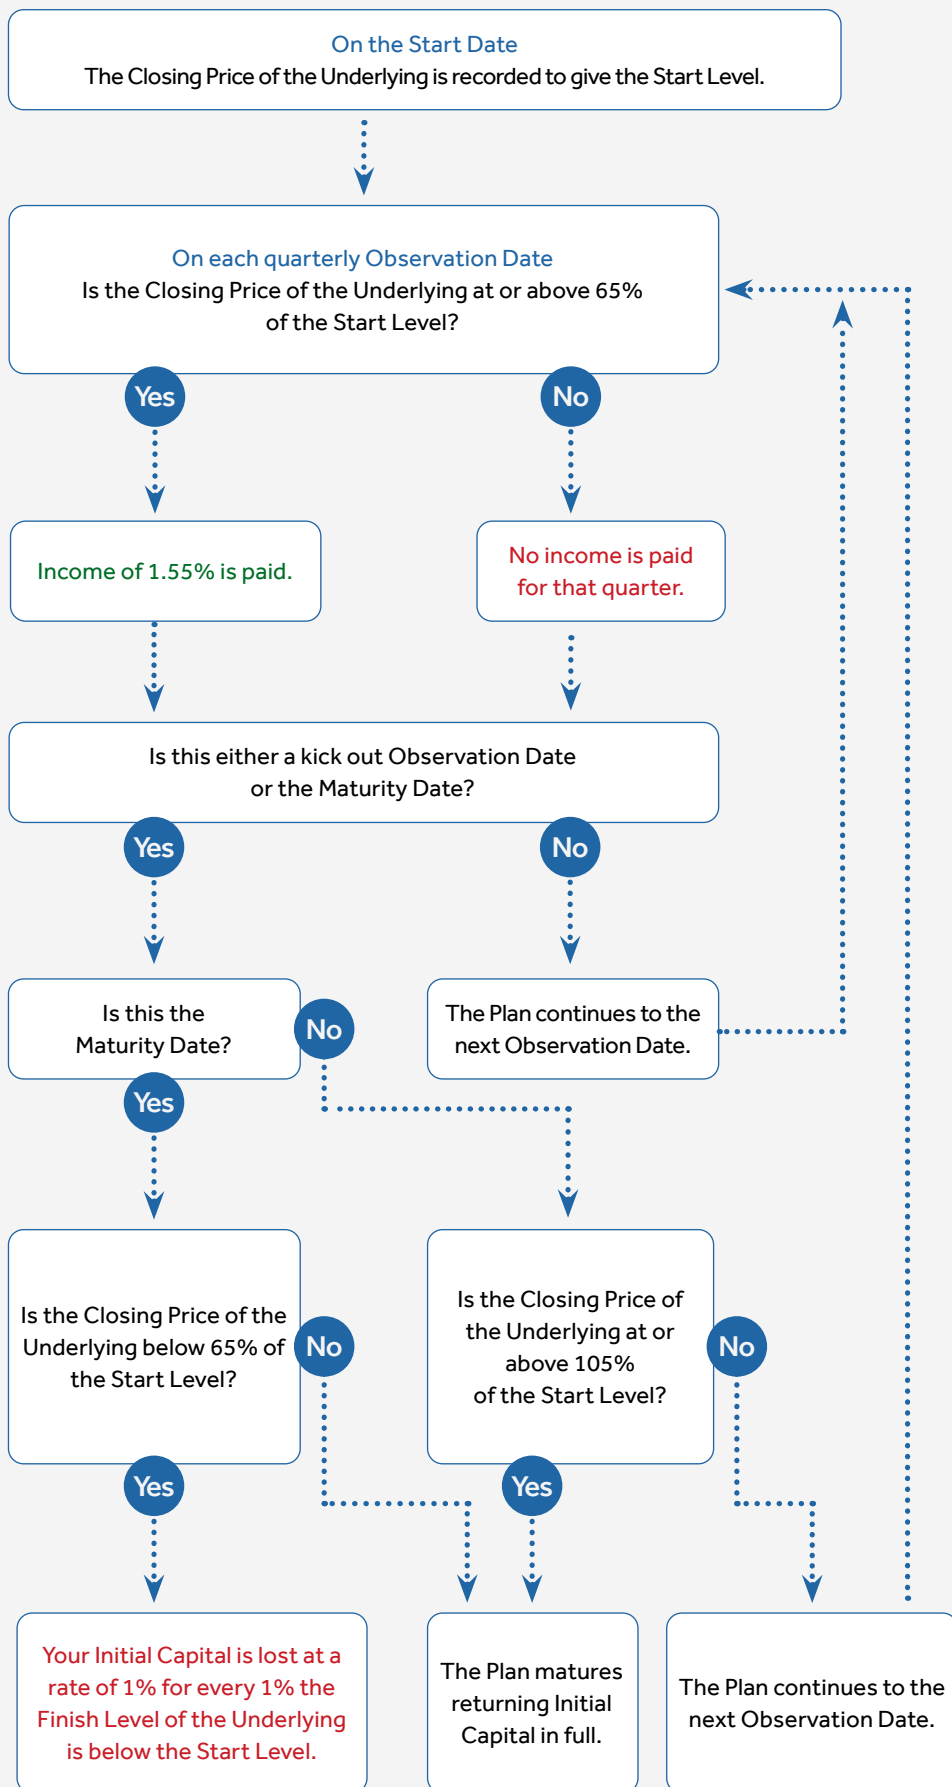 On the Start Date
The Closing Price of the Underlying is recorded to give the Start Level.
On each quarterly Observation Date
Is the Closing Price of the Underlying at or above 65%
of the Start Level?
Yes
No
Income of 1.55% is paid.
No income is paid
for that quarter.
Is this either a kick out Observation Date
or the Maturity Date?
Yes
No
Is this the
Maturity Date?
No
The Plan continues to the
next Observation Date.
Yes
Is the Closing Price of the
Underlying below 65% of
the Start Level?
No
Is the Closing Price of
the Underlying at or
above 105%
of the Start Level?
No
Yes
Yes
Your Initial Capital is lost at a
rate of 1% for every 1% the
Finish Level of the Underlying
is below the Start Level.
The Plan matures
returning Initial
Capital in full.
The Plan continues to the
next Observation Date.